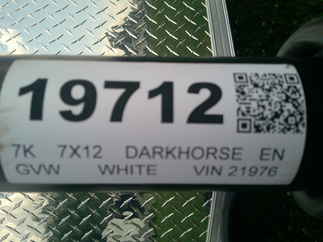 19712
7K 7X12 DARKHORSE EN
GVW WHITE VIN 21976